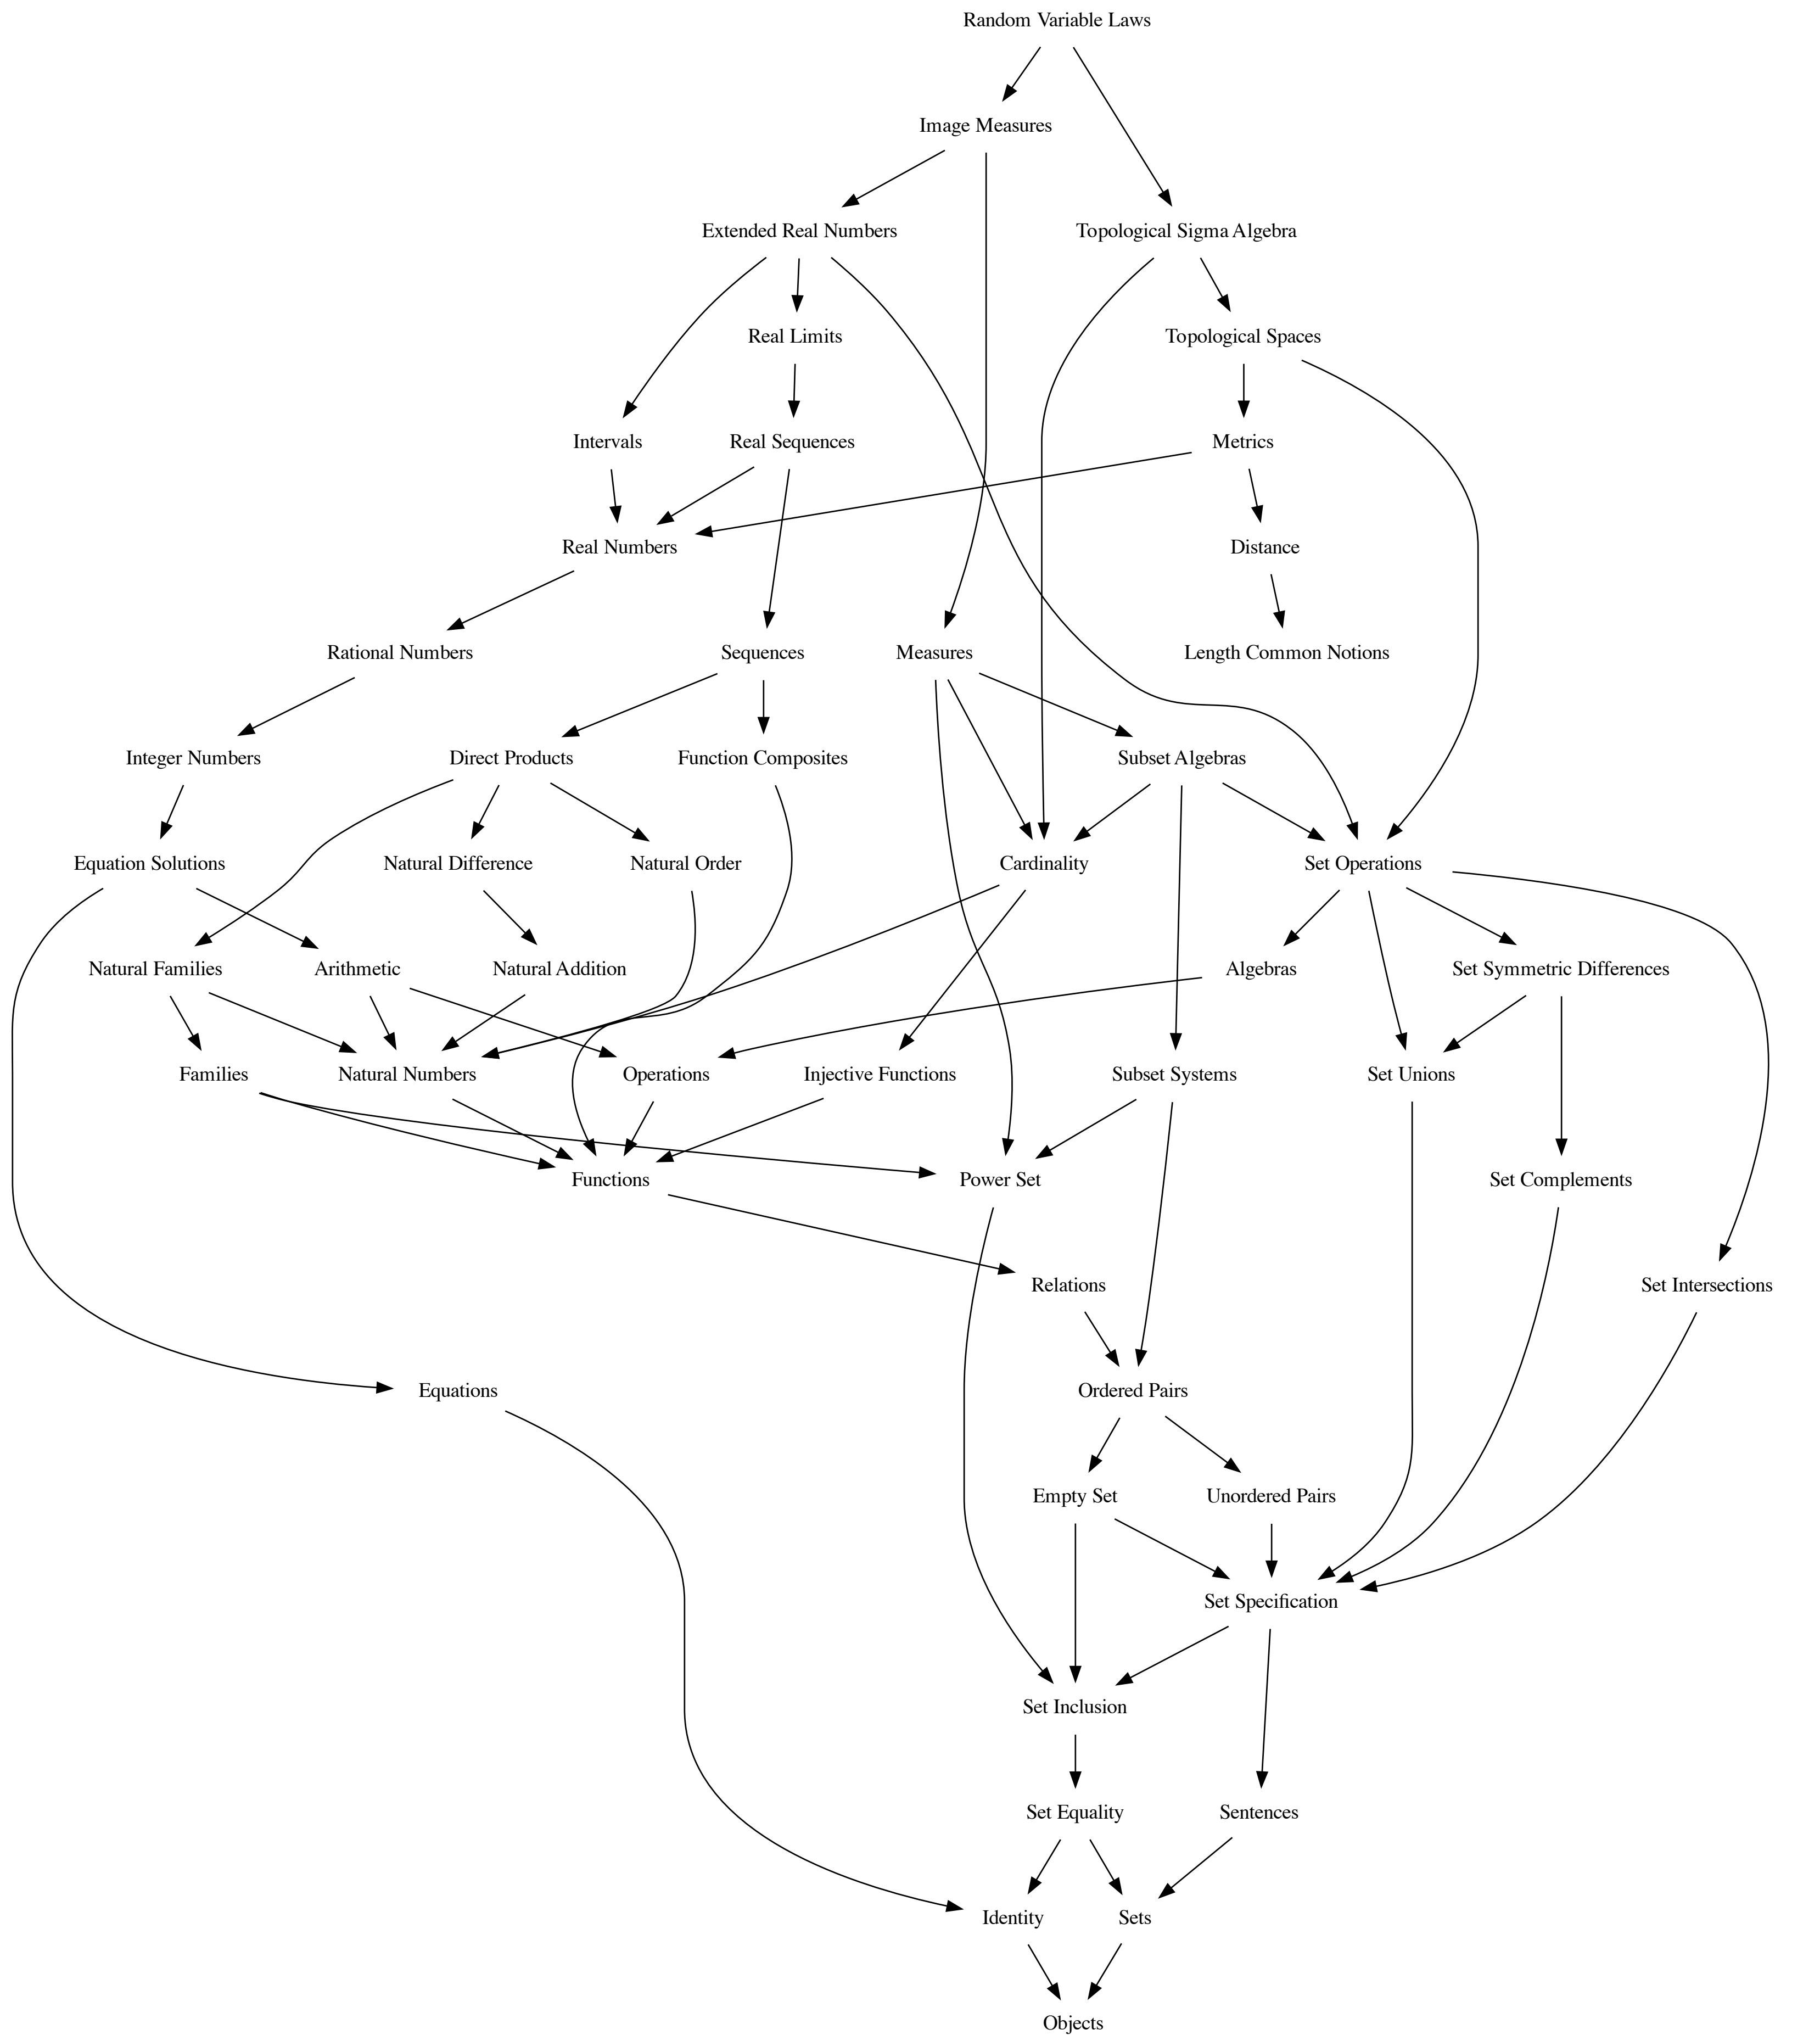 Random Variable Laws
Image Measures
Extended Real Numbers
Topological Sigma Algebra
Real Limits
Topological Spaces
Intervals
Real Sequences
Metrics
Real Numbers
Distance
Rational Numbers
Sequences
Measures
Length Common Notions
Integer Numbers
Direct Products
Function Composites
Subset Algebras
Equation Solutions
Natural Difference
Natural Order
Cardinality
Set Operations
Natural Families
Arithmetic
Natural Addition
Algebras
Set Symmetric Differences
Families
Natural Numbers
Operations
Injective Functions
Subset Systems
Set Unions
Functions
Power Set
Set Complements
Relations
Set Intersections
Equations
Ordered Pairs
Empty Set
Unordered Pairs
Set Specification
Set Inclusion
Set Equality
Sentences
Identity
Sets
Objects